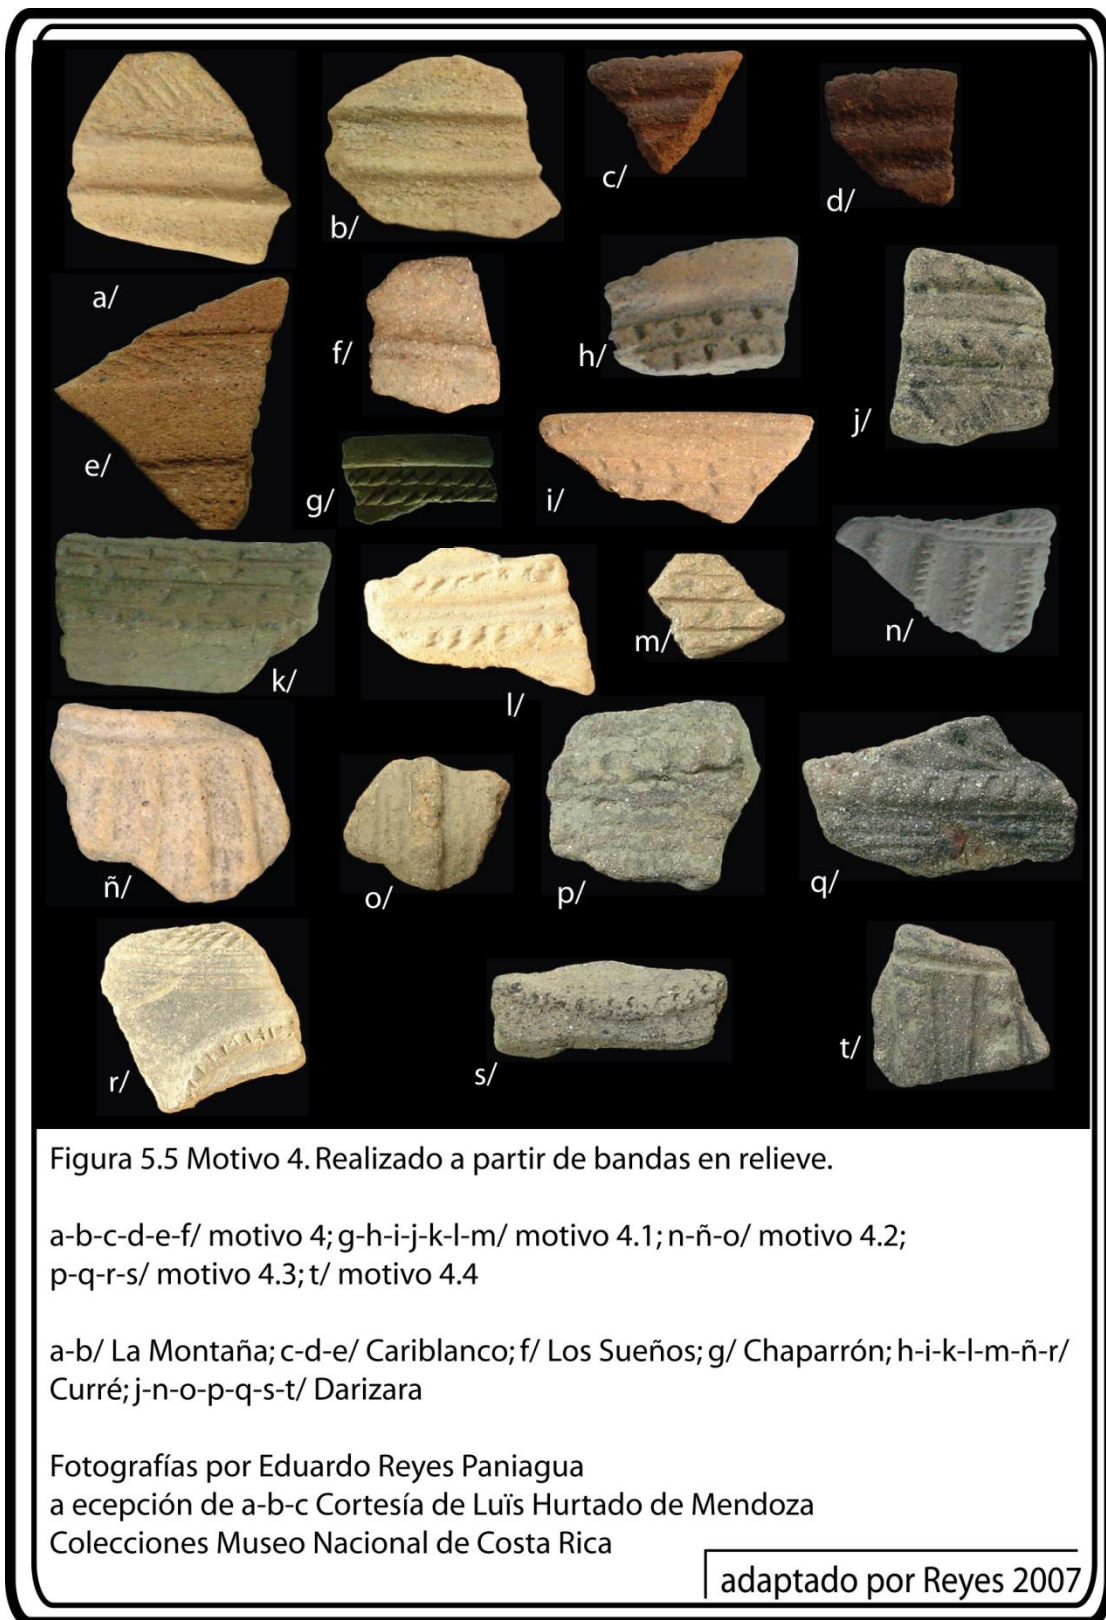 a/
b/
c/
d/
e/
f/
g/
h/
i/
j/
k/
l/
m/
n/
ñ/
o/
p/
q/
r/
s/
t/
Figura 5.5 Motivo 4. Realizado a partir de bandas en relieve.
a-b-c-d-e-f/ motivo 4; g-h-i-j-k-l-m/ motivo 4.1; n-ñ-o/ motivo 4.2;
p-q-r-s/ motivo 4.3; t/ motivo 4.4
a-b/ La Montaña; c-d-e/ Cariblanco; f/ Los Sueños; g/ Chaparrón; h-i-k-l-m-ñ-r/
Curré; j-n-o-p-q-s-t/ Darizara
Fotografías por Eduardo Reyes Paniagua
a ecepción de a-b-c Cortesía de Luïs Hurtado de Mendoza
Colecciones Museo Nacional de Costa Rica
adaptado por Reyes 2007